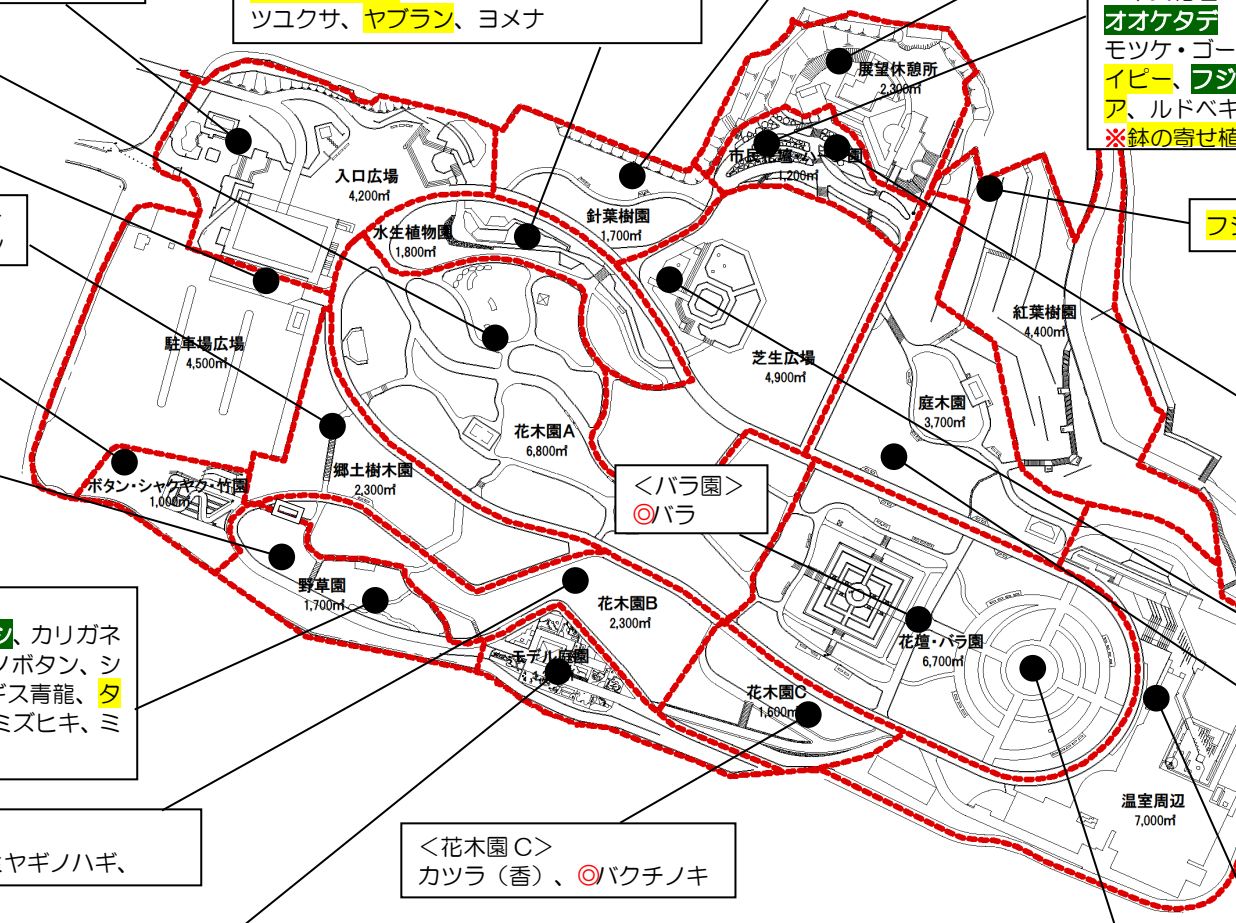 ツユクサ、ヤブラン、ヨメナ
オオケタデ
モツケ・ゴー
イピー、フジ
ア、ルドベキ
※鉢の寄せ植
展望休憩所
2,300㎡
1,200㎡
入口広場
4,200㎡
針葉樹園
1,700㎡
水生植物園
1,800㎡
フジ
紅葉樹園
4,400㎡
駐車場広場
4,500㎡
芝生広場
4,900㎡
庭木園
3,700㎡
花木園A
6,800㎡
郷土樹木園
2,300㎡
ボタン・シャクヤク・竹園
1,000㎡
<バラ園>
◎バラ
野草園
1,700㎡
花木園B
2,300㎡
、カリガネ
ノボタン、シ
ギス青龍、タ
ミズヒキ、ミ
モデル庭園
花壇・バラ園
6,700㎡
花木園C
1,600㎡
温室周辺
7,000㎡
ヤギノハギ、
<花木園C>
カツラ(香)、◎バクチノキ